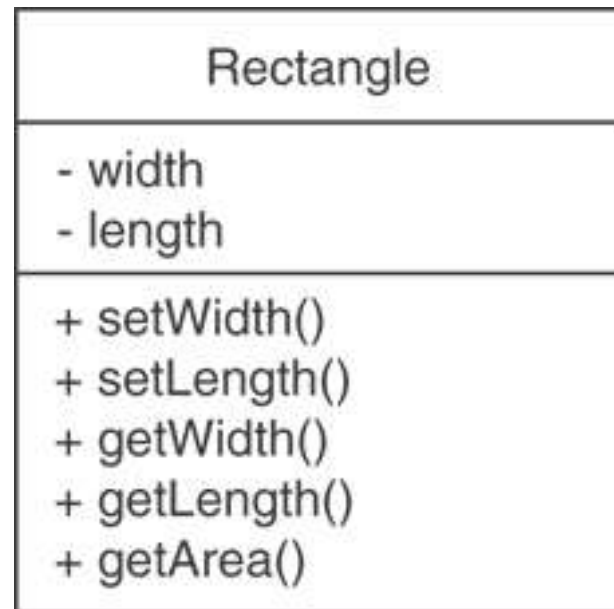 Rectangle
- width
- length
+ setWidth()
+ setLength()
+ getWidth()
+ getLength()
+ getArea()